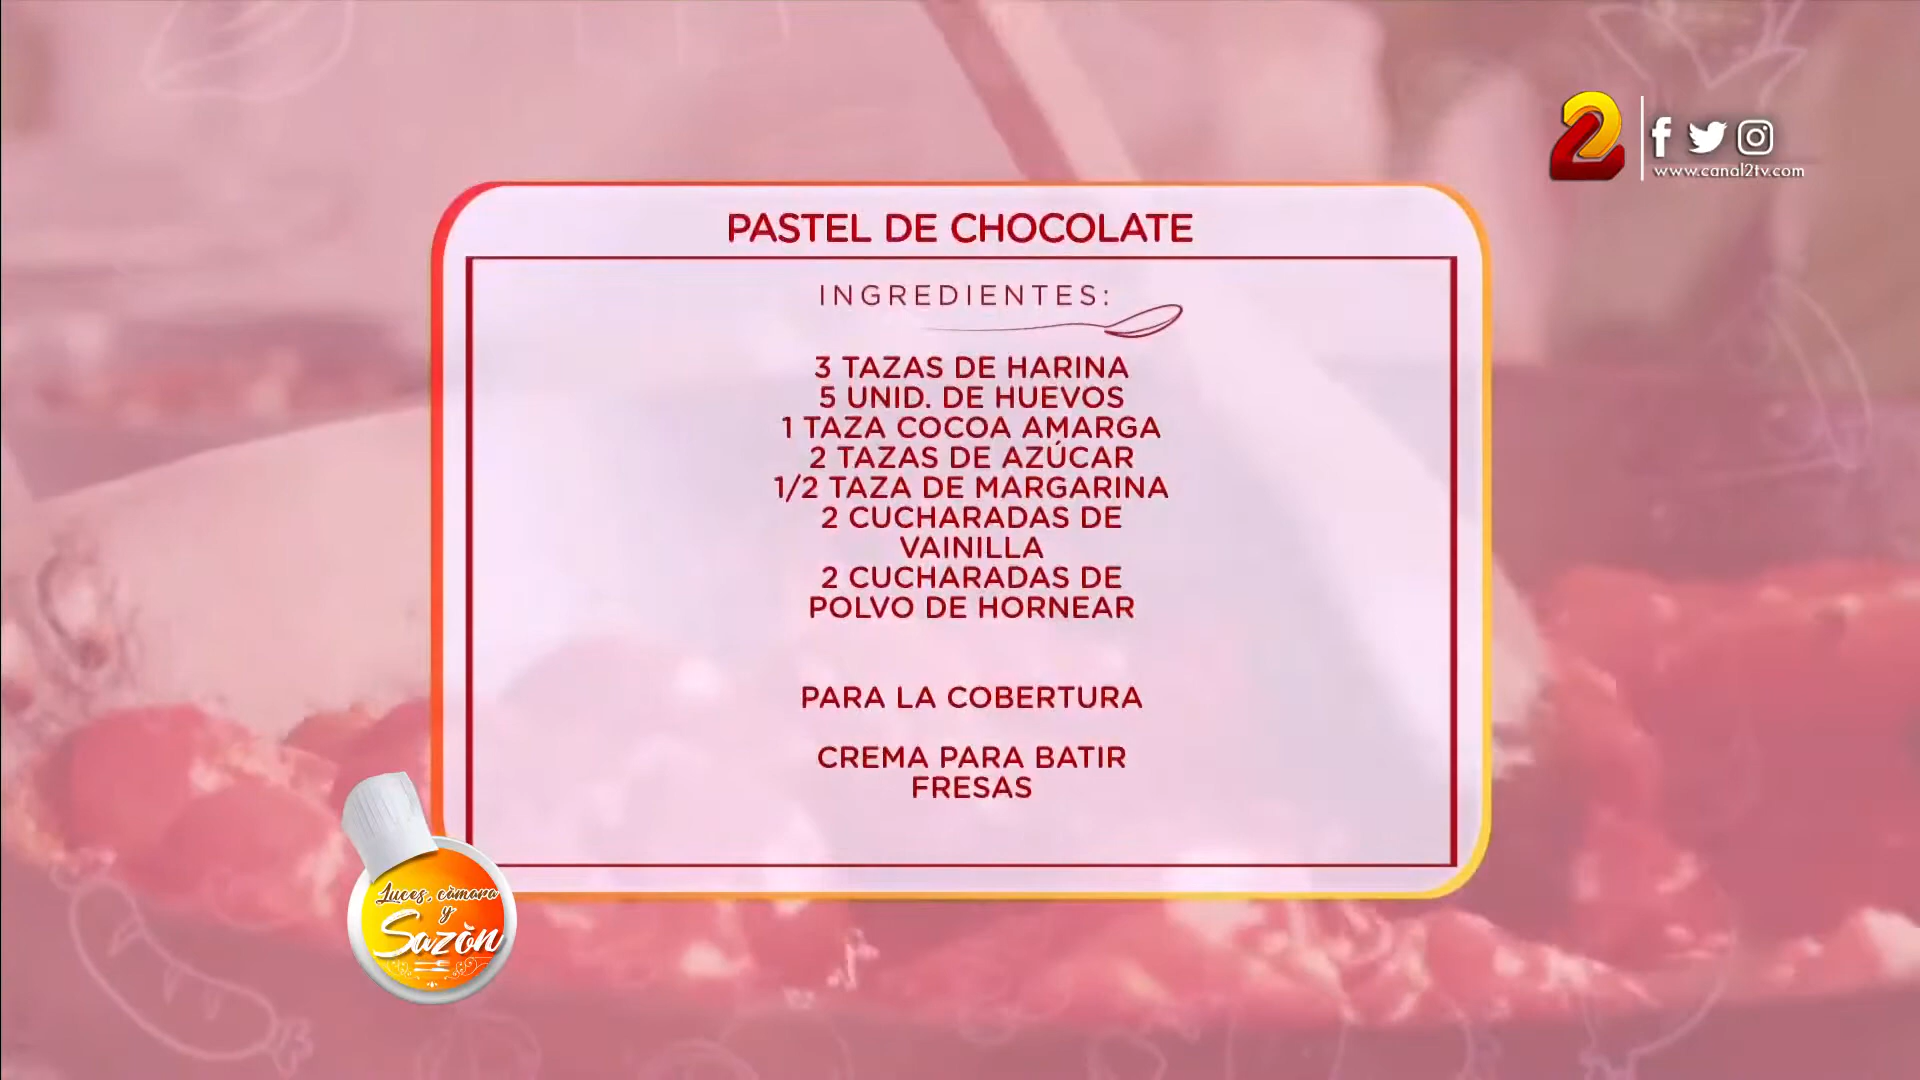 2
www.canal2tv.com
PASTEL DE CHOCOLATE
INGREDIENTES:
3 TAZAS DE HARINA
5 UNID. DE HUEVOS
1 TAZA COCOA AMARGA
2 TAZAS DE AZÚCAR
1/2 TAZA DE MARGARINA
2 CUCHARADAS DE
VAINILLA
2 CUCHARADAS DE
POLVO DE HORNEAR
PARA LA COBERTURA
CREMA PARA BATIR
FRESAS
Luces, cámara
y
Sazón